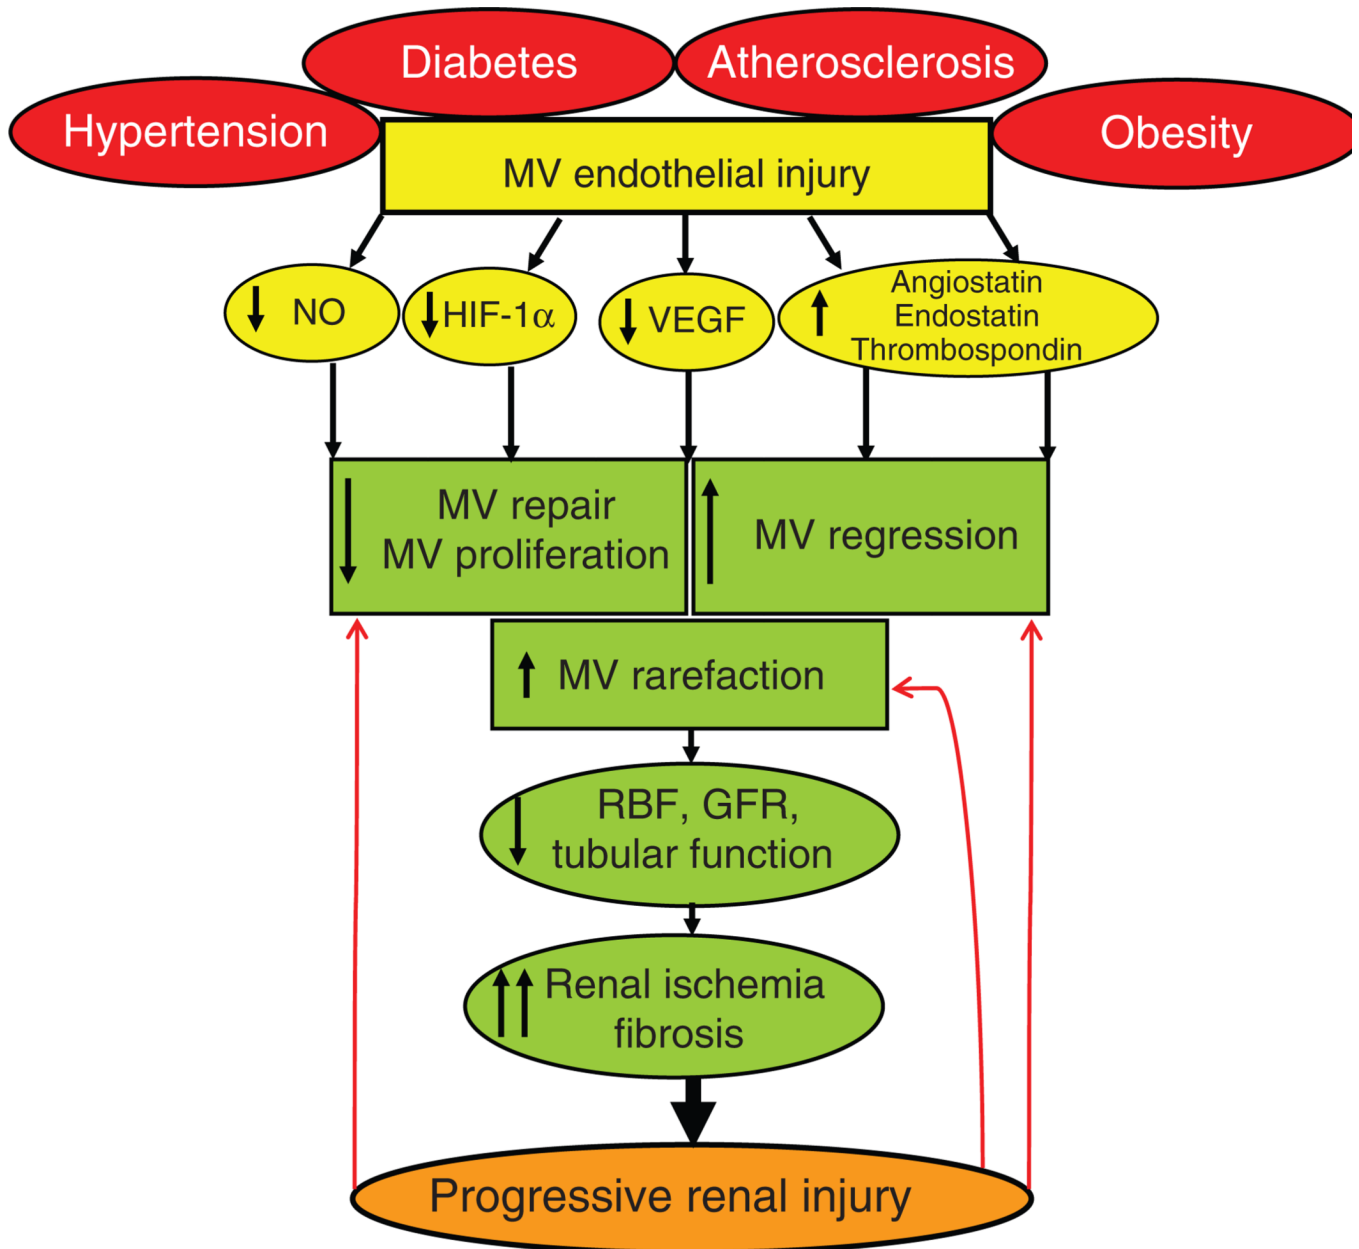 Diabetes
Atherosclerosis
Hypertension
Obesity
MV endothelial injury
NO
HIF-1α
VEGF
Angiostatin
Endostatin
Thrombospondin
MV repair
MV proliferation
MV regression
MV rarefaction
RBF, GFR,
tubular function
Renal ischemia
fibrosis
Progressive renal injury